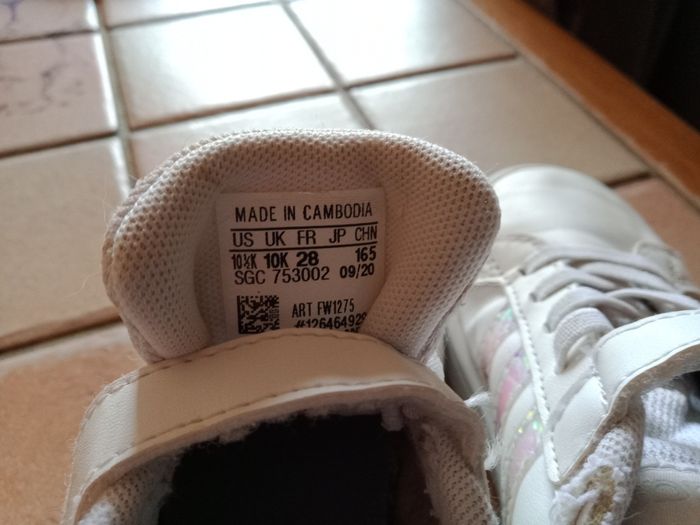 MADE IN CAMBODIA
US UK FR JP CHN
10½K 10K 28 165
SGC 753002 09/20
ART FW1275